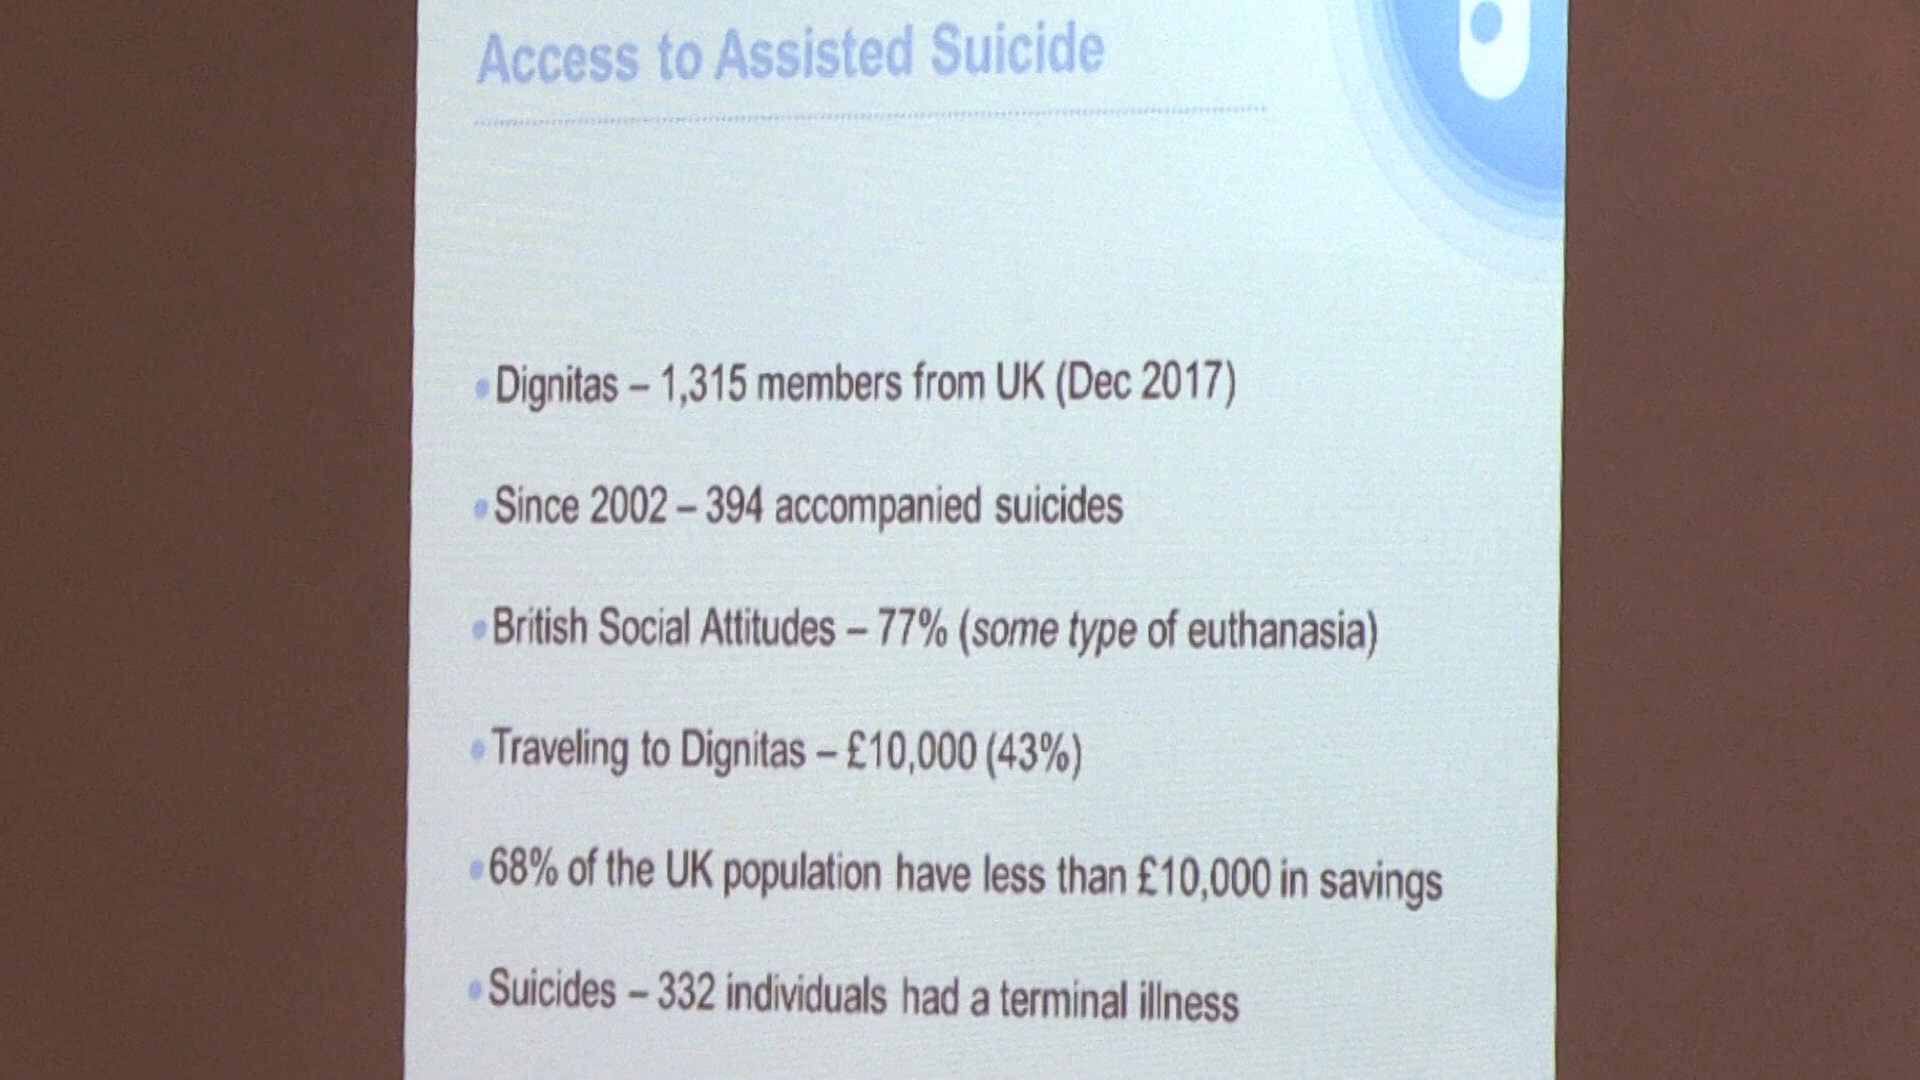 Access to Assisted Suicide
•Dignitas – 1,315 members from UK (Dec 2017)
•Since 2002 – 394 accompanied suicides
•British Social Attitudes – 77% (some type of euthanasia)
•Traveling to Dignitas – £10,000 (43%)
•68% of the UK population have less than £10,000 in savings
•Suicides – 332 individuals had a terminal illness